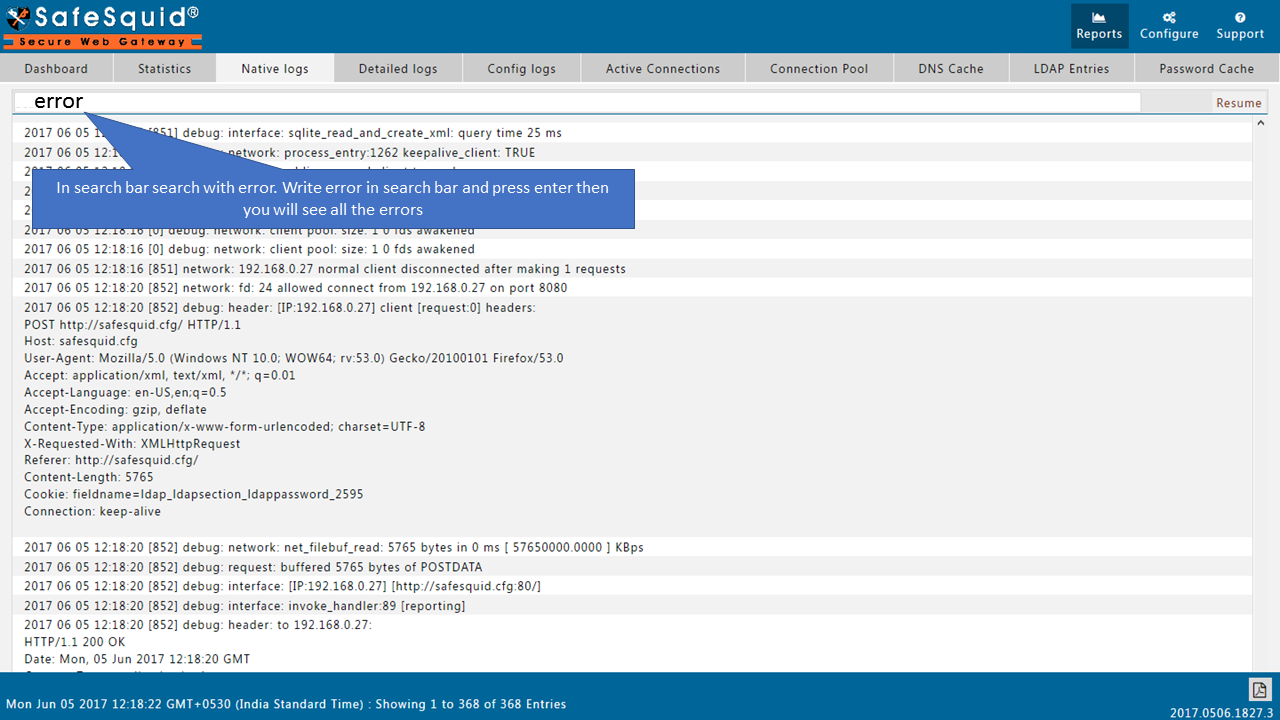 SafeSquid®
Secure Web Gateway
Reports
Configure
Support
Dashboard
Statistics
Native logs
Detailed logs
Config logs
Active Connections
Connection Pool
DNS Cache
LDAP Entries
Password Cache
error
Resume
2017 06 05 12:18 [851] debug: interface: sqlite_read_and_create_xml: query time 25 ms
2017 06 05 12:1 network: process_entry:1262 keepalive_client: TRUE
In search bar search with error. Write error in search bar and press enter then
you will see all the errors
2017 06 05 12:18:16 [0] debug: network: client pool: size: 1 0 fds awakened
2017 06 05 12:18:16 [0] debug: network: client pool: size: 1 0 fds awakened
2017 06 05 12:18:16 [851] network: 192.168.0.27 normal client disconnected after making 1 requests
2017 06 05 12:18:20 [852] network: fd: 24 allowed connect from 192.168.0.27 on port 8080
2017 06 05 12:18:20 [852] debug: header: [IP:192.168.0.27] client [request:0] headers:
POST http://safesquid.cfg/ HTTP/1.1
Host: safesquid.cfg
User-Agent: Mozilla/5.0 (Windows NT 10.0; WOW64; rv:53.0) Gecko/20100101 Firefox/53.0
Accept: application/xml, text/xml, */*; q=0.01
Accept-Language: en-US,en;q=0.5
Accept-Encoding: gzip, deflate
Content-Type: application/x-www-form-urlencoded; charset=UTF-8
X-Requested-With: XMLHttpRequest
Referer: http://safesquid.cfg/
Content-Length: 5765
Cookie: fieldname=ldap_ldapsection_ldappassword_2595
Connection: keep-alive
2017 06 05 12:18:20 [852] debug: network: net_filebuf_read: 5765 bytes in 0 ms [ 57650000.0000 ] KBps
2017 06 05 12:18:20 [852] debug: request: buffered 5765 bytes of POSTDATA
2017 06 05 12:18:20 [852] debug: interface: [IP:192.168.0.27] [http://safesquid.cfg:80/]
2017 06 05 12:18:20 [852] debug: interface: invoke_handler:89 [reporting]
2017 06 05 12:18:20 [852] debug: header: to 192.168.0.27:
HTTP/1.1 200 OK
Date: Mon, 05 Jun 2017 12:18:20 GMT
Mon Jun 05 2017 12:18:22 GMT+0530 (India Standard Time) : Showing 1 to 368 of 368 Entries
2017.0506.1827.3